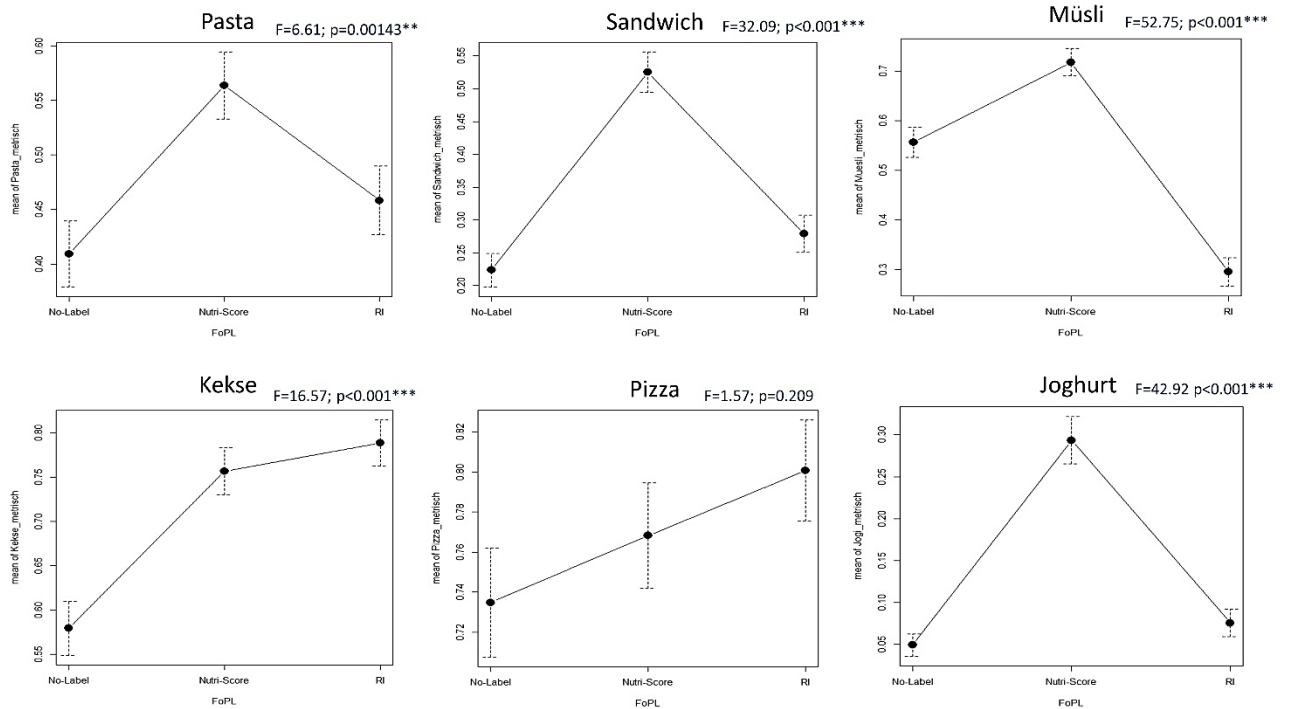 Pasta
F=6.61; p=0.00143**
mean of Pasta_metrisch
0.60
0.55
0.50
0.45
0.40
No-Label
Nutri-Score
RI
FoPL
Sandwich
F=32.09; p<0.001***
mean of Sandwich_metrisch
0.55
0.50
0.45
0.40
0.35
0.30
0.25
0.20
No-Label
Nutri-Score
RI
FoPL
Müsli
F=52.75; p<0.001***
mean of Muesli_metrisch
0.7
0.6
0.5
0.4
0.3
No-Label
Nutri-Score
RI
FoPL
Kekse
F=16.57; p<0.001***
mean of Kekse_metrisch
0.80
0.75
0.70
0.65
0.60
0.55
No-Label
Nutri-Score
RI
FoPL
Pizza
F=1.57; p=0.209
mean of Pizza_metrisch
0.82
0.80
0.78
0.76
0.74
0.72
No-Label
Nutri-Score
RI
FoPL
Joghurt
F=42.92 p<0.001***
mean of Jogi_metrisch
0.30
0.25
0.20
0.15
0.10
0.05
No-Label
Nutri-Score
RI
FoPL